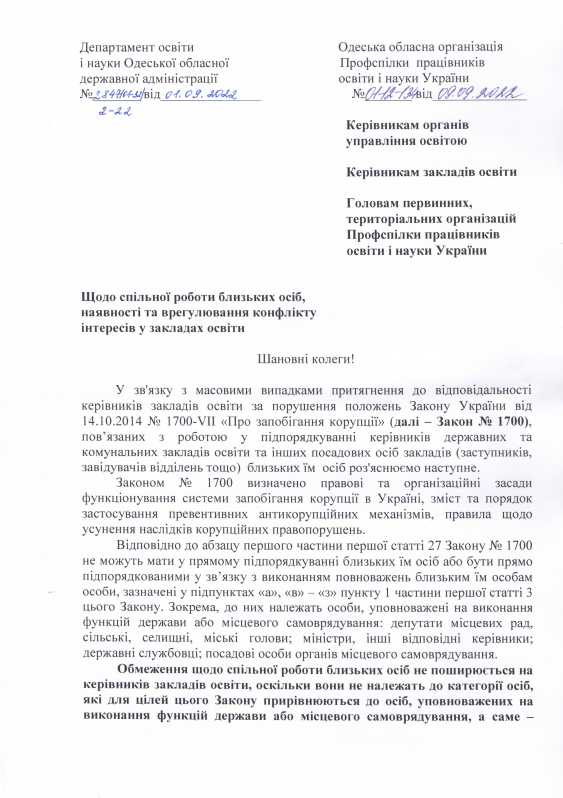 Департамент освіти
і науки Одеської обласної
державної адміністрації
№ від 01.09.2022
2-22
Одеська обласна організація
Профспілки працівників
освіти і науки України
№01-12-134від 09.09.2022
Керівникам органів
управління освітою
Керівникам закладів освіти
Головам первинних,
територіальних організацій
Профспілки працівників
освіти і науки України
Щодо спільної роботи близьких осіб,
наявності та врегулювання конфлікту
інтересів у закладах освіти
Шановні колеги!
У зв'язку з масовими випадками притягнення до відповідальності
керівників закладів освіти за порушення положень Закону України від
14.10.2014 № 1700-VII «Про запобігання корупції» (далі – Закон № 1700),
пов’язаних з роботою у підпорядкуванні керівників державних та
комунальних закладів освіти та інших посадових осіб закладів (заступників,
завідувачів відділень тощо) близьких їм осіб роз'яснюємо наступне.
Законом № 1700 визначено правові та організаційні засади
функціонування системи запобігання корупції в Україні, зміст та порядок
застосування превентивних антикорупційних механізмів, правила щодо
усунення наслідків корупційних правопорушень.
Відповідно до абзацу першого частини першої статті 27 Закону № 1700
не можуть мати у прямому підпорядкуванні близьких їм осіб або бути прямо
підпорядкованими у зв’язку з виконанням повноважень близьким їм особам
особи, зазначені у підпунктах «а», «в» – «з» пункту 1 частини першої статті 3
цього Закону. Зокрема, до них належать особи, уповноважені на виконання
функцій держави або місцевого самоврядування: депутати місцевих рад,
сільські, селищні, міські голови; міністри, інші відповідні керівники;
державні службовці; посадові особи органів місцевого самоврядування.
Обмеження щодо спільної роботи близьких осіб не поширюється на
керівників закладів освіти, оскільки вони не належать до категорії осіб,
які для цілей цього Закону прирівнюються до осіб, уповноважених на
виконання функцій держави або місцевого самоврядування, а саме –